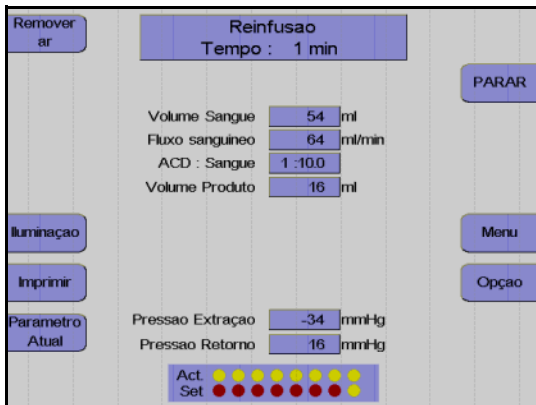 Remover
ar
Reinfusao
Tempo : 1 min
PARAR
Volume Sangue 54 ml
Fluxo sanguineo 64 ml/min
ACD : Sangue 1 :10.0
Volume Produto 16 ml
Iluminaçao
Menu
Imprimir
Opçao
Parametro
Atual
Pressao Extraçao -34 mmHg
Pressao Retorno 16 mmHg
Act.
Set